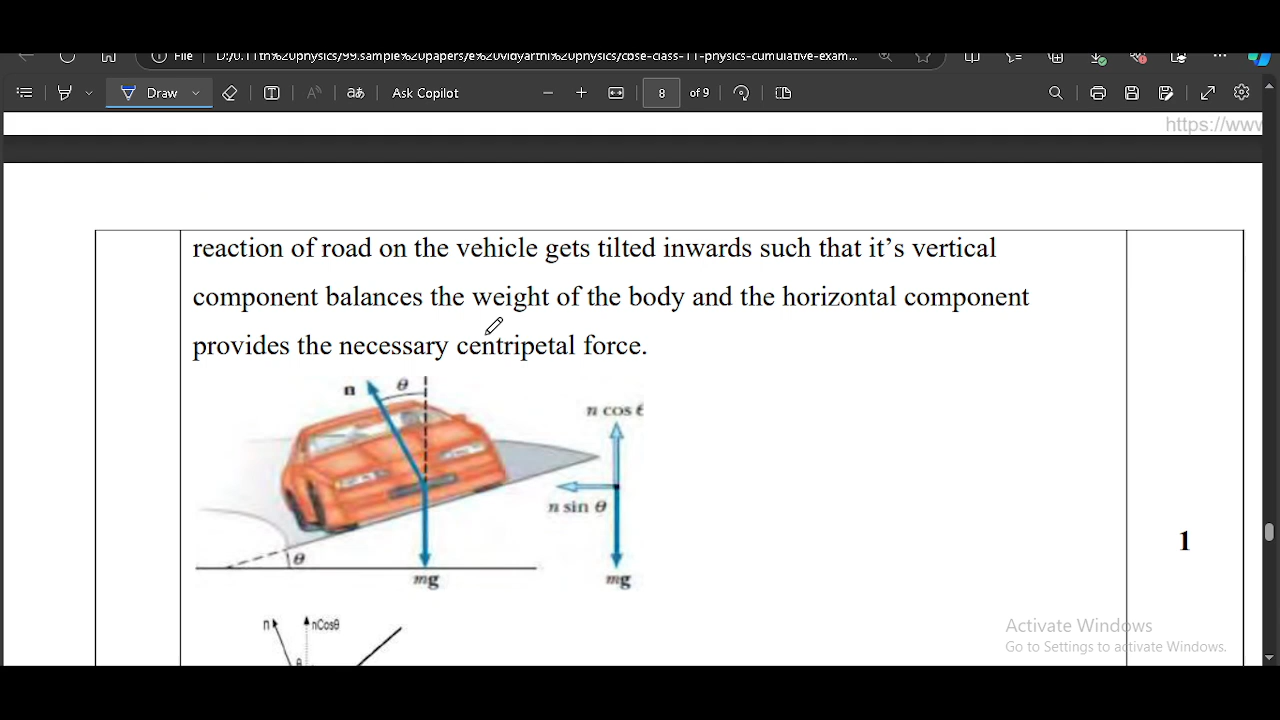 File
D:/0.11th%20physics/99.sample%20papers/e%20vidyarthi%20physics/cbse-class-11-physics-cumulative-exam...
Draw
Ask Copilot
8
of 9
https://www
reaction of road on the vehicle gets tilted inwards such that it’s vertical
component balances the weight of the body and the horizontal component
provides the necessary centripetal force.
n
θ
n cos θ
n sin θ
θ
mg
mg
1
n
nCosθ
θ
Activate Windows
Go to Settings to activate Windows.